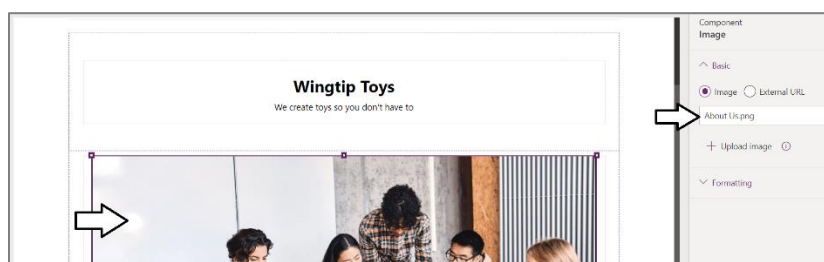 Wingtip Toys
We create toys so you don't have to
Component
Image
Basic
Image
External URL
About Us.png
Upload image
Formatting